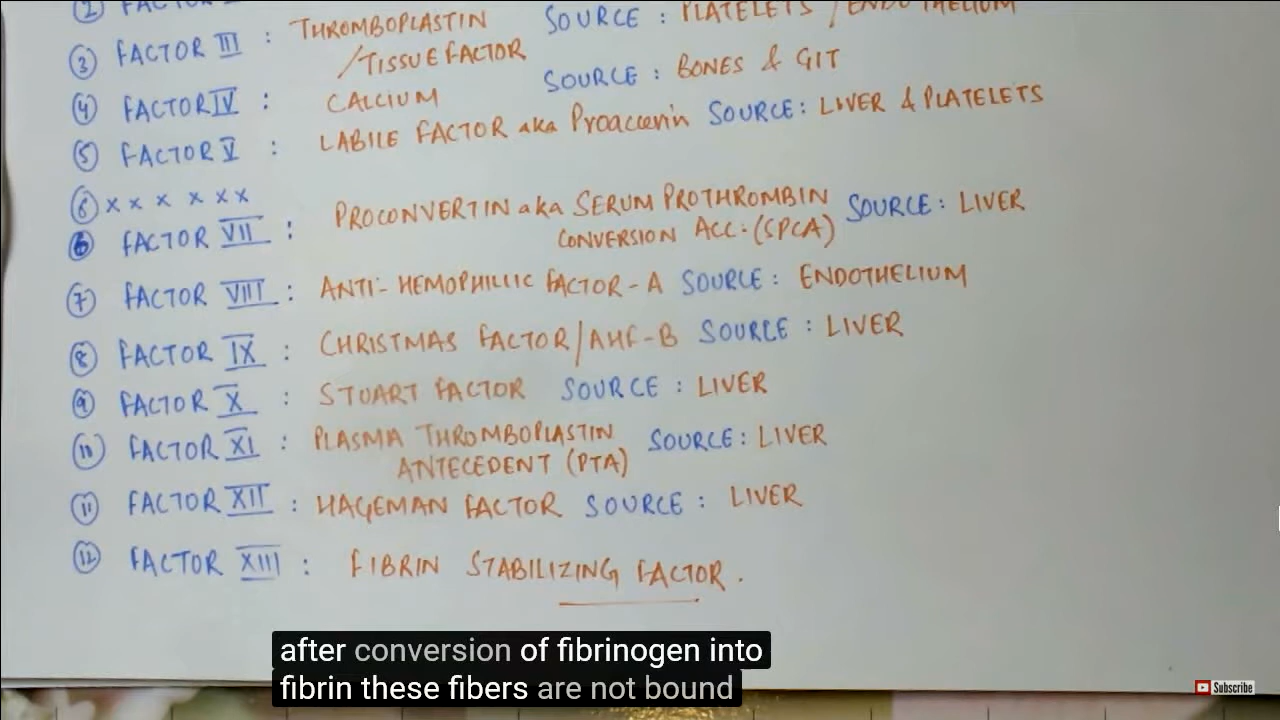 ② FACTOR
③ FACTOR III : THROMBOPLASTIN SOURCE : PLATELETS / ENDOTHELIUM
/TISSUE FACTOR
④ FACTOR IV : CALCIUM SOURCE : BONES & GIT
⑤ FACTOR V : LABILE FACTOR aka Proaccerin SOURCE: LIVER & PLATELETS
⑥ x x x x x x
⑥ FACTOR VII : PROCONVERTIN aka SERUM PROTHROMBIN SOURCE: LIVER
CONVERSION ACC. (SPCA)
⑦ FACTOR VIII : ANTI-HEMOPHILLIC FACTOR-A SOURCE: ENDOTHELIUM
⑧ FACTOR IX : CHRISTMAS FACTOR/AHF-B SOURCE : LIVER
⑨ FACTOR X : STUART FACTOR SOURCE : LIVER
⑩ FACTOR XI : PLASMA THROMBOPLASTIN SOURCE: LIVER
ANTECEDENT (PTA)
⑪ FACTOR XII : HAGEMAN FACTOR SOURCE : LIVER
⑫ FACTOR XIII : FIBRIN STABILIZING FACTOR.
after conversion of fibrinogen into
fibrin these fibers are not bound
Subscribe